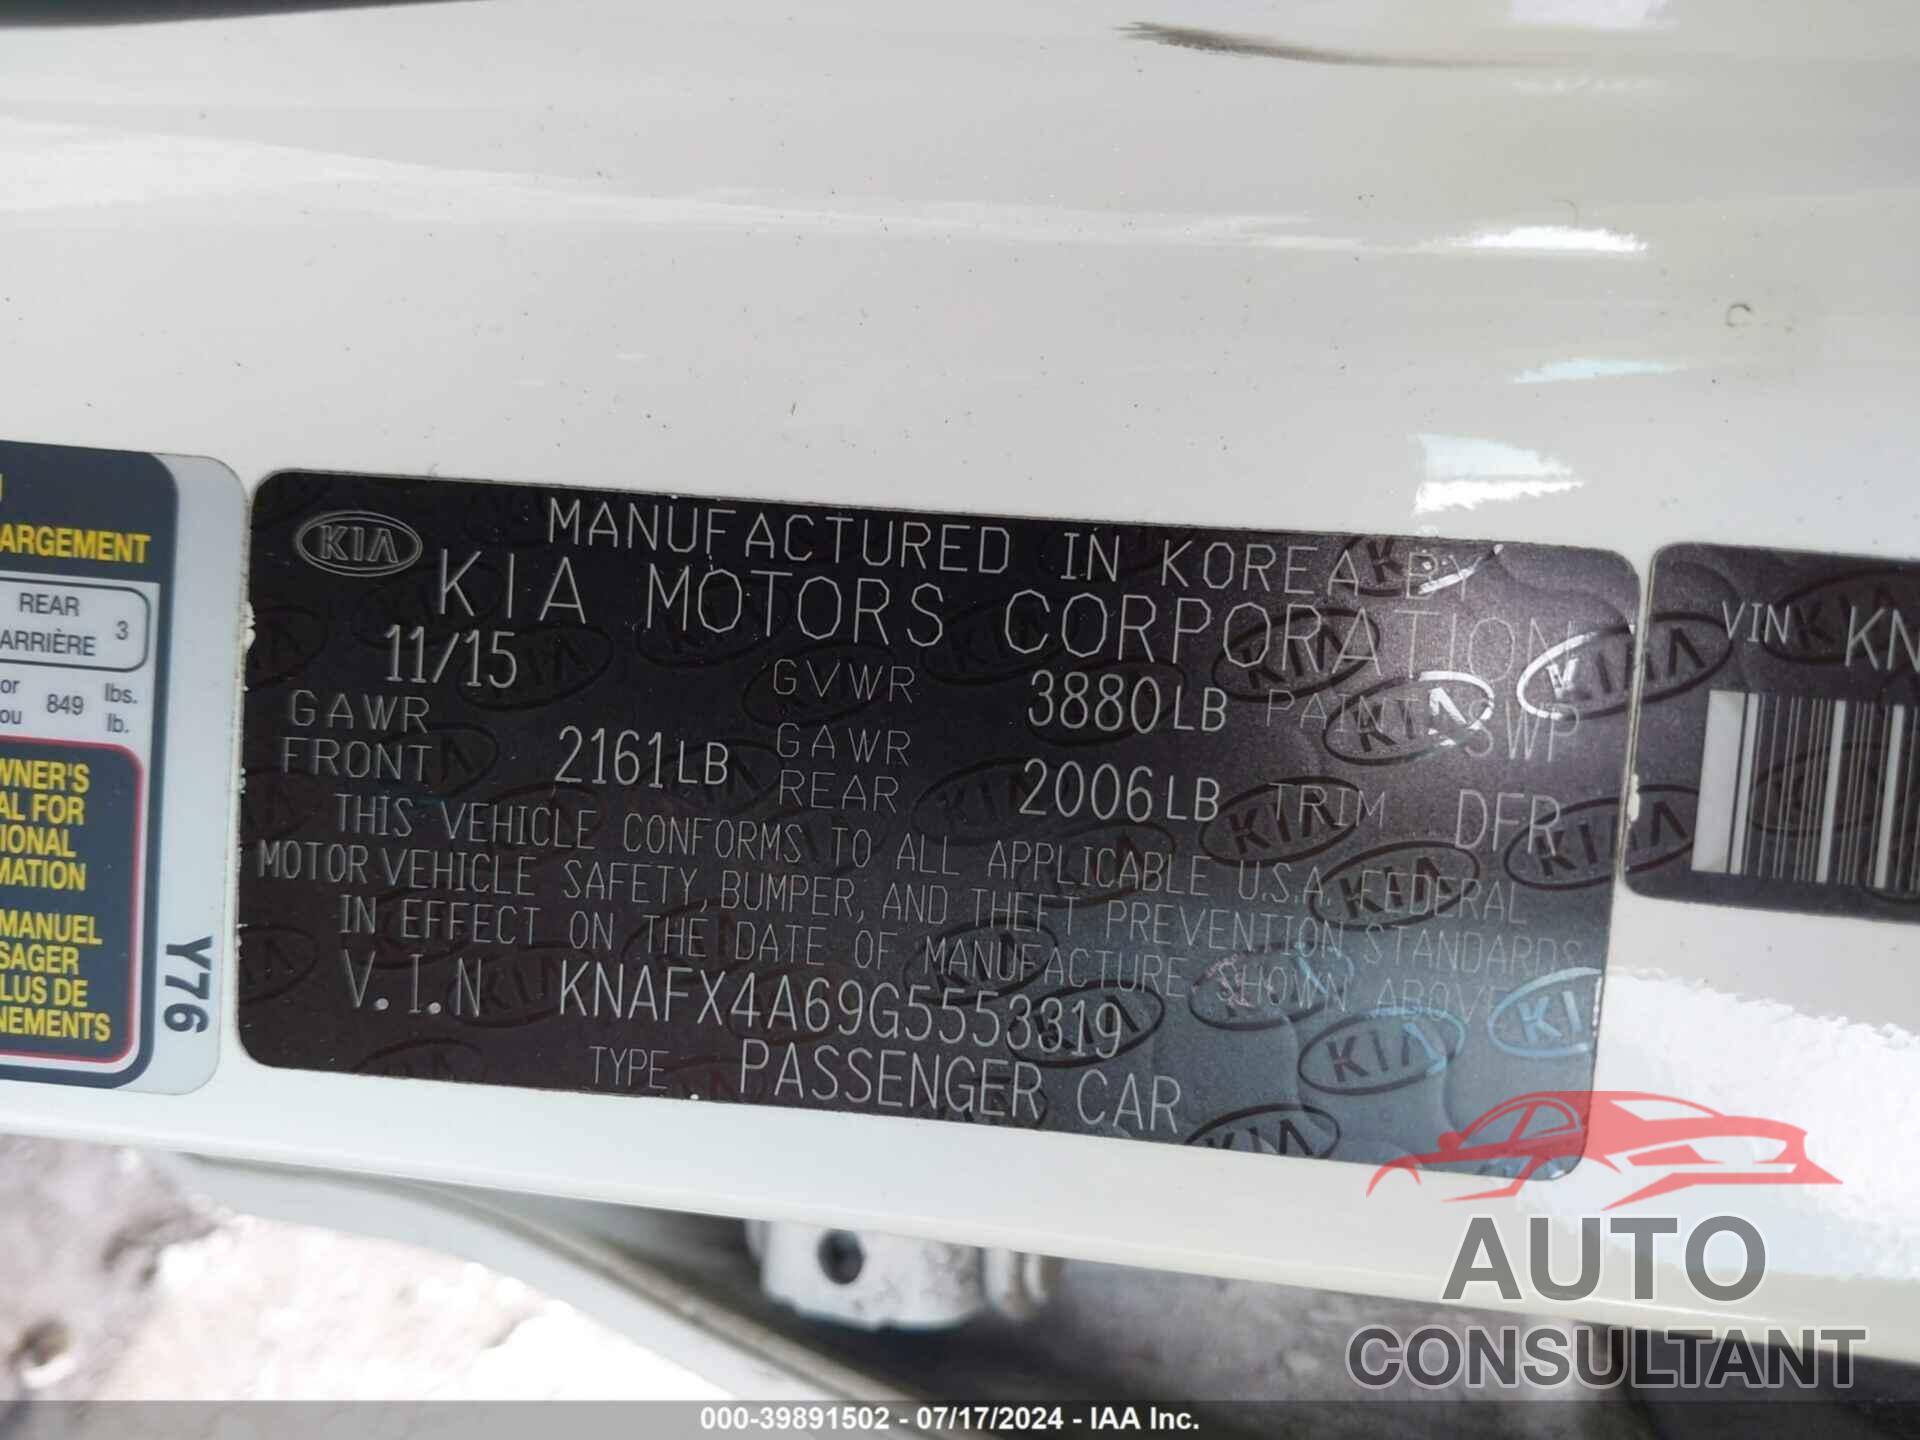 ARGEMENT
REAR
ARRIÈRE 3
or
ou 849 lbs.
lb.
WNER'S
AL FOR
IONAL
MATION
MANUEL
SAGER
LUS DE
NEMENTS
Y76
KIA
MANUFACTURED IN KOREA BY
KIA MOTORS CORPORATION
11/15 GVWR 3880LB PAINT SWP
GAWR FRONT 2161LB GAWR REAR 2006LB TRIM DFR
THIS VEHICLE CONFORMS TO ALL APPLICABLE U.S.A. FEDERAL
MOTOR VEHICLE SAFETY, BUMPER, AND THEFT PREVENTION STANDARDS
IN EFFECT ON THE DATE OF MANUFACTURE SHOWN ABOVE
V.I.N KNAFX4A69G5553319
TYPE PASSENGER CAR
VIN KN
AUTO
CONSULTANT
000-39891502 - 07/17/2024 - IAA Inc.